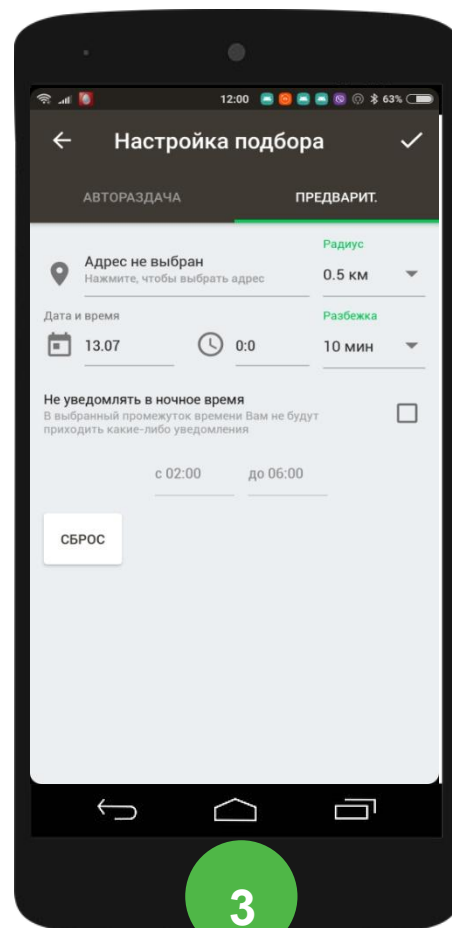 12:00 63%
Настройка подбора
АВТОРАЗДАЧА ПРЕДВАРИТ.
Радиус
Адрес не выбран
Нажмите, чтобы выбрать адрес
0.5 км
Дата и время Разбежка
13.07 0:0 10 мин
Не уведомлять в ночное время
В выбранный промежуток времени Вам не будут
приходить какие-либо уведомления
с 02:00 до 06:00
СБРОС
3